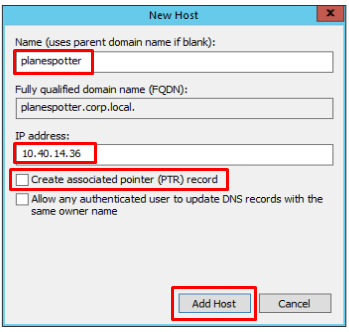 New Host
x
Name (uses parent domain name if blank):
planespotter
Fully qualified domain name (FQDN):
planespotter.corp.local.
IP address:
10.40.14.36
Create associated pointer (PTR) record
Allow any authenticated user to update DNS records with the
same owner name
Add Host
Cancel